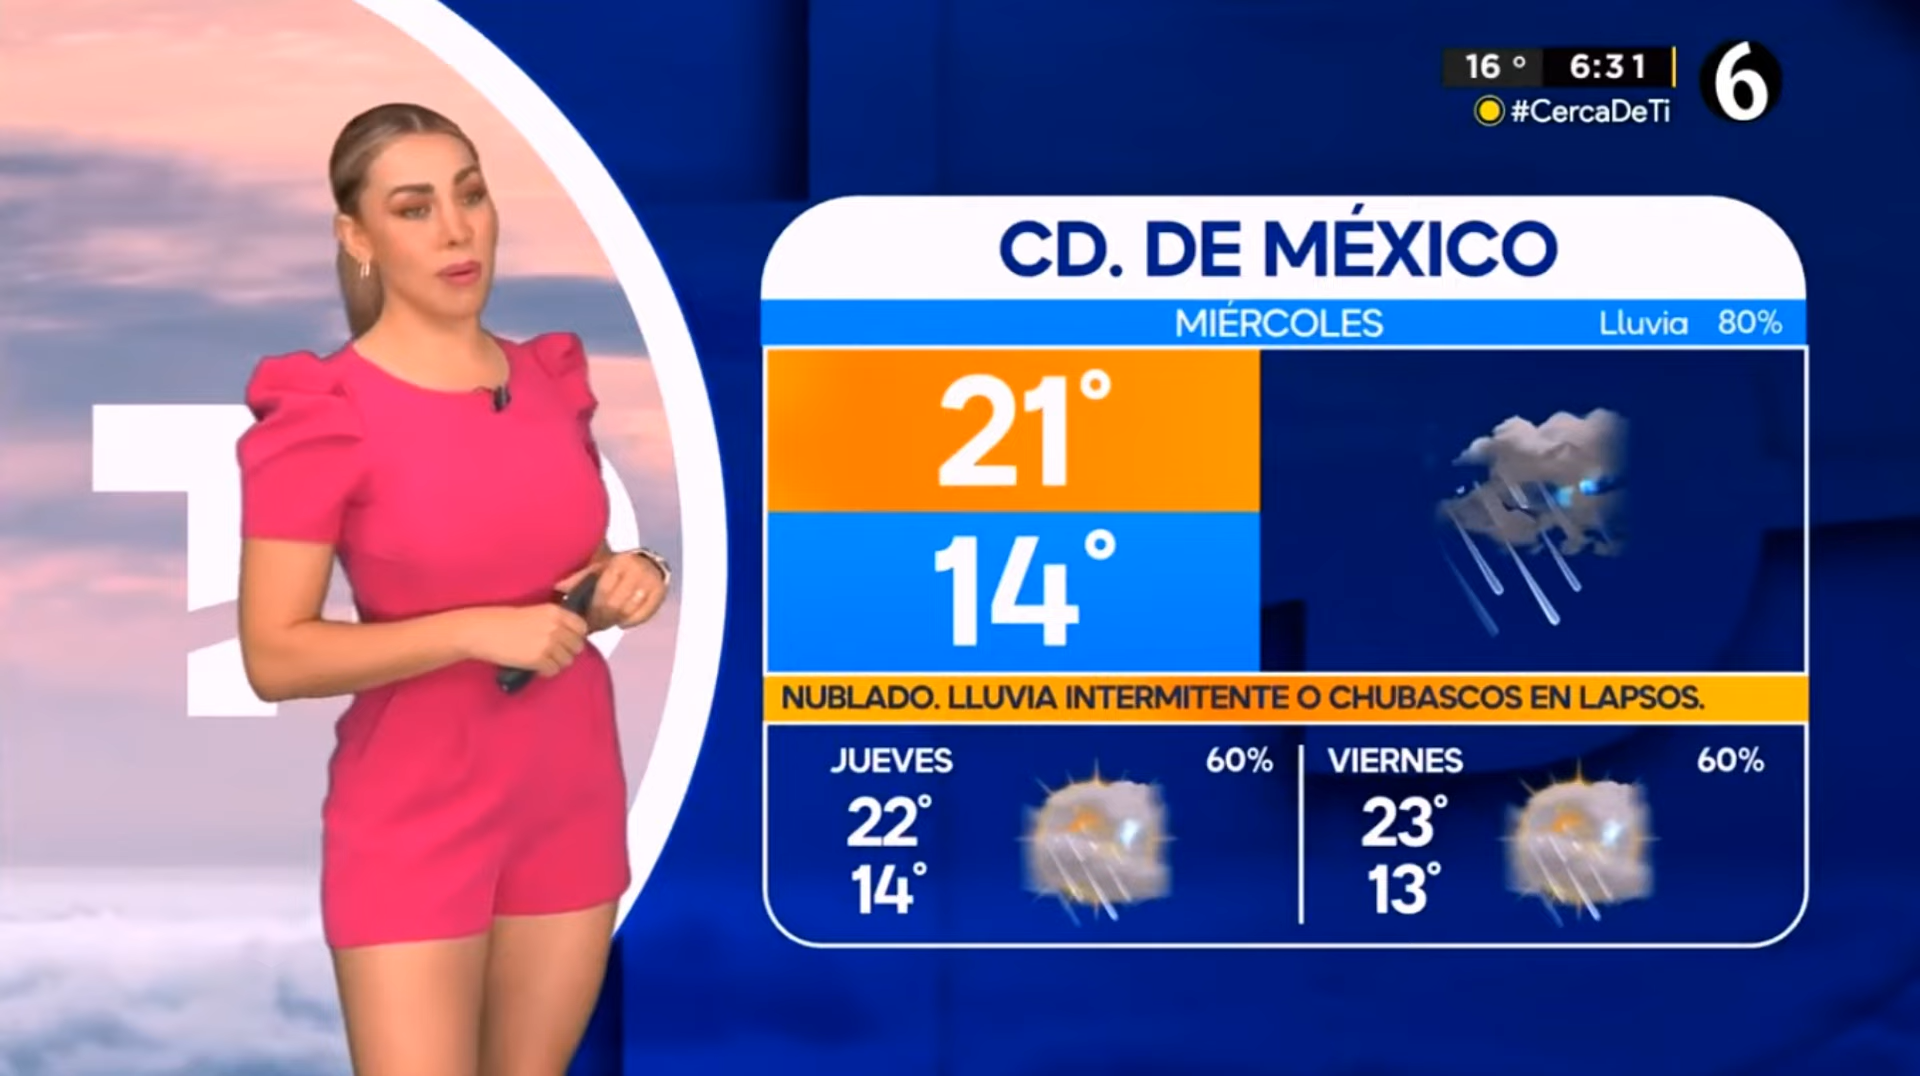 16° 6:31
6
#CercaDeTi
CD. DE MÉXICO
MIÉRCOLES Lluvia 80%
21°
14°
NUBLADO. LLUVIA INTERMITENTE O CHUBASCOS EN LAPSOS.
JUEVES 60%
22°
14°
VIERNES 60%
23°
13°